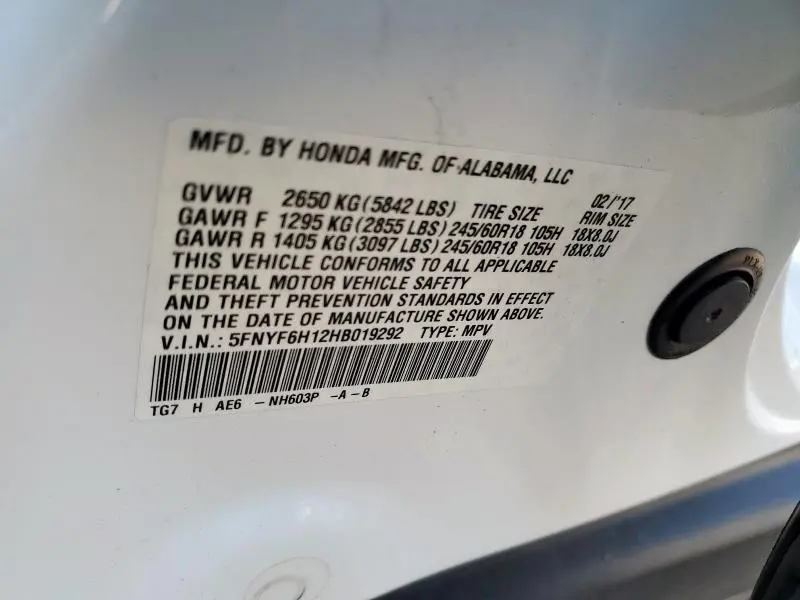 MFD. BY HONDA MFG. OF ALABAMA, LLC
02/'17
GVWR 2650 KG (5842 LBS) TIRE SIZE RIM SIZE
GAWR F 1295 KG (2855 LBS) 245/60R18 105H 18X8.0J
GAWR R 1405 KG (3097 LBS) 245/60R18 105H 18X8.0J
THIS VEHICLE CONFORMS TO ALL APPLICABLE
FEDERAL MOTOR VEHICLE SAFETY
AND THEFT PREVENTION STANDARDS IN EFFECT
ON THE DATE OF MANUFACTURE SHOWN ABOVE.
V.I.N.: 5FNYF6H12HB019292 TYPE: MPV
TG7 H AE6 -NH603P -A-B